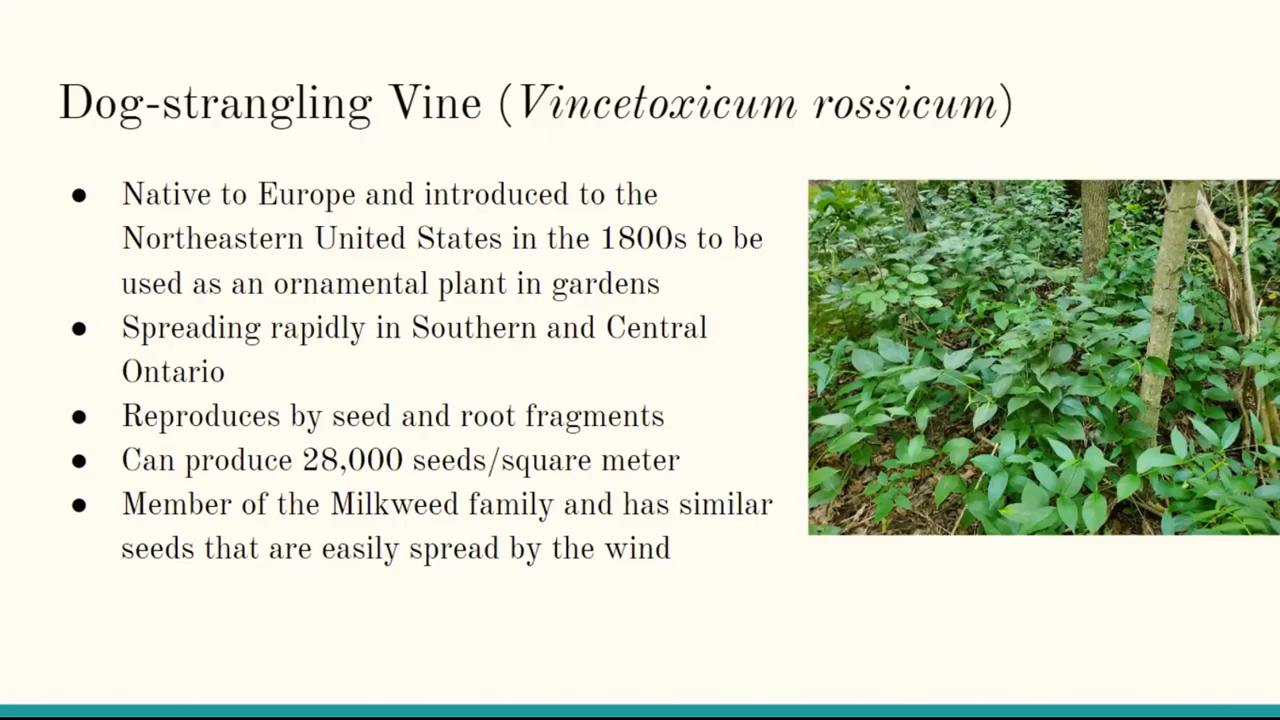 Dog-strangling Vine (Vincetoxicum rossicum)
● Native to Europe and introduced to the
Northeastern United States in the 1800s to be
used as an ornamental plant in gardens
● Spreading rapidly in Southern and Central
Ontario
● Reproduces by seed and root fragments
● Can produce 28,000 seeds/square meter
● Member of the Milkweed family and has similar
seeds that are easily spread by the wind